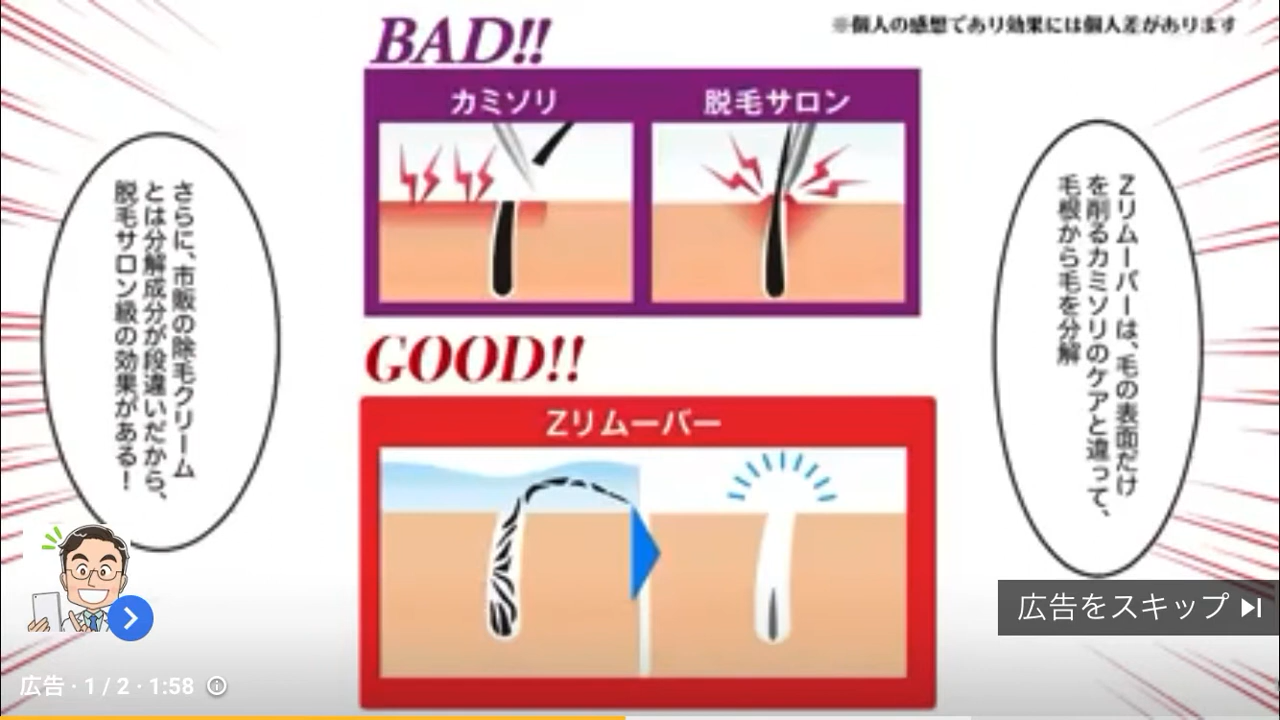 BAD!!
※個人の感想であり効果には個人差があります
カミソリ
脱毛サロン
Zリムーバーは、毛の表面だけ
を削るカミソリのケアと違って、
毛根から毛を分解
さらに、市販の除毛クリーム
とは分解成分が段違いだから、
脱毛サロン級の効果がある！
GOOD!!
Zリムーバー
広告をスキップ
広告・1 / 2・1:58